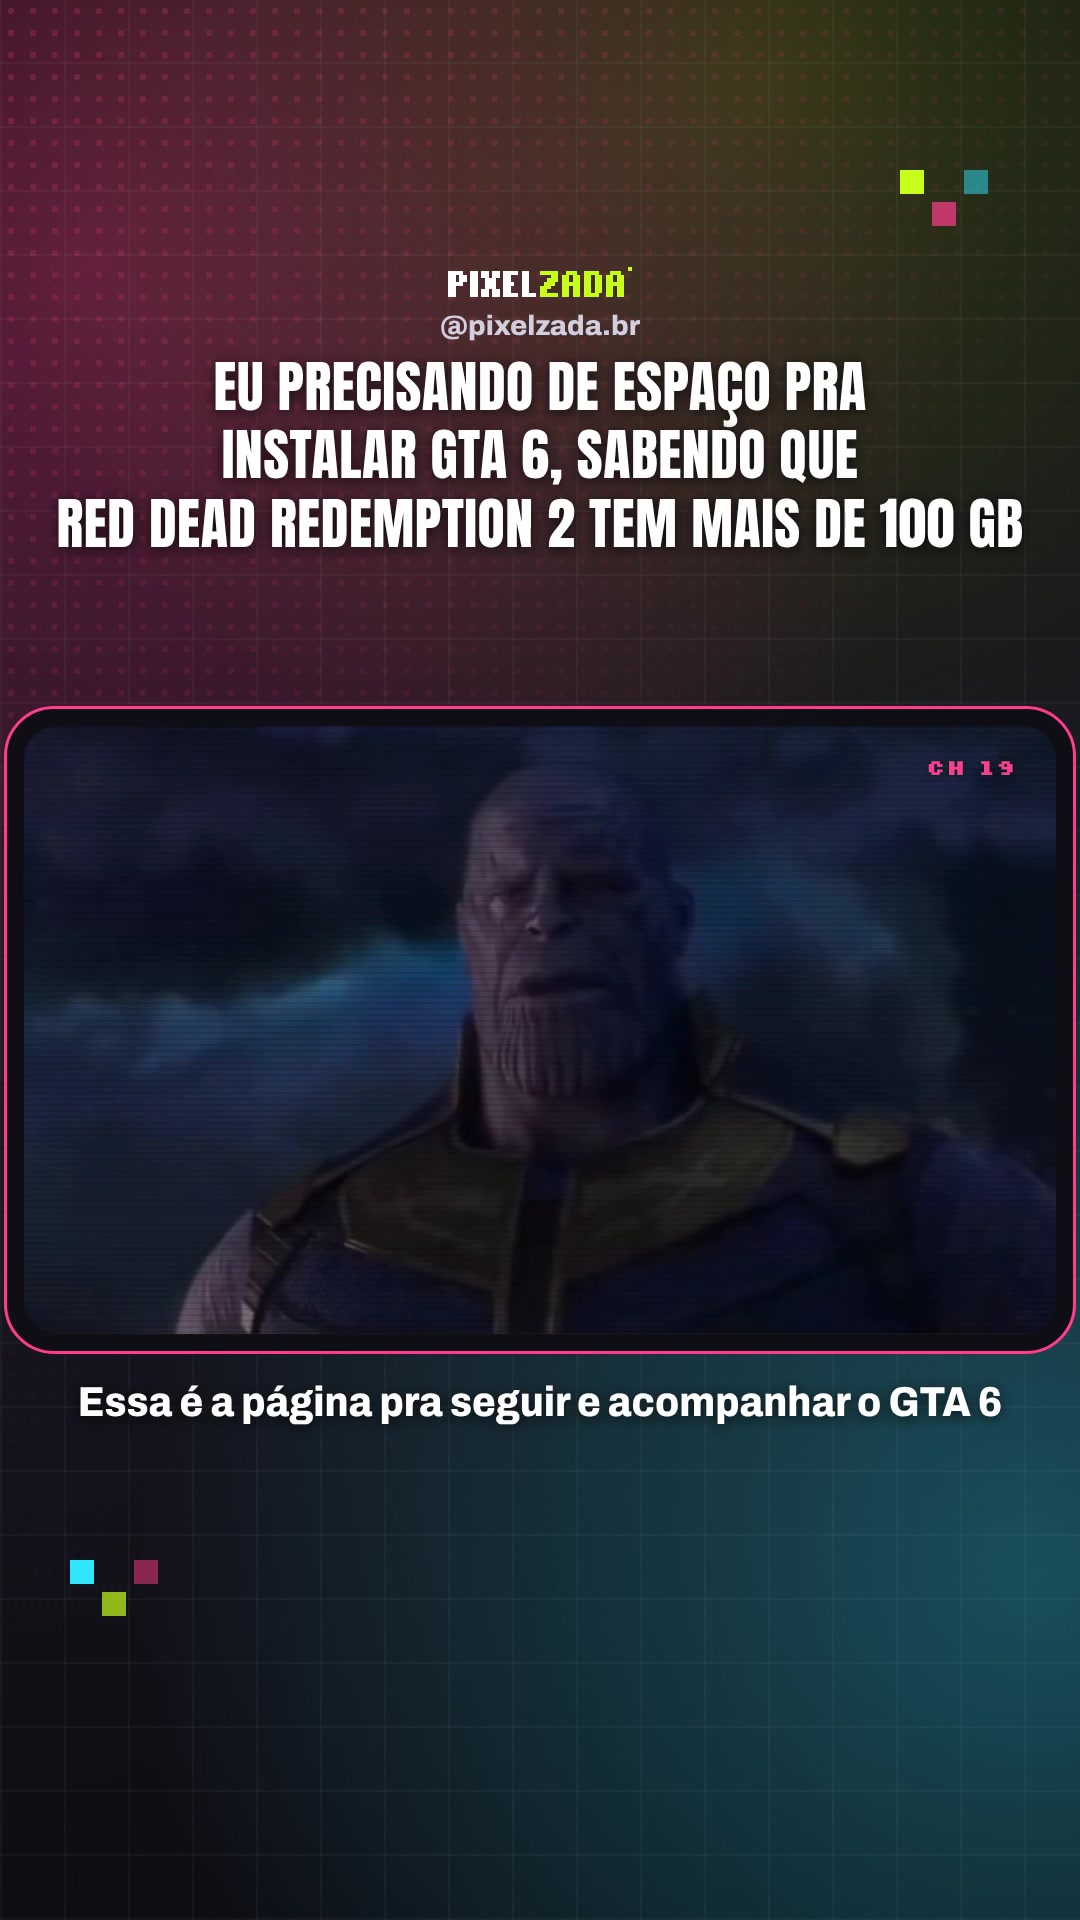 PIXELZADA
@pixelzada.br
EU PRECISANDO DE ESPAÇO PRA
INSTALAR GTA 6, SABENDO QUE
RED DEAD REDEMPTION 2 TEM MAIS DE 100 GB
CH 19
Essa é a página pra seguir e acompanhar o GTA 6